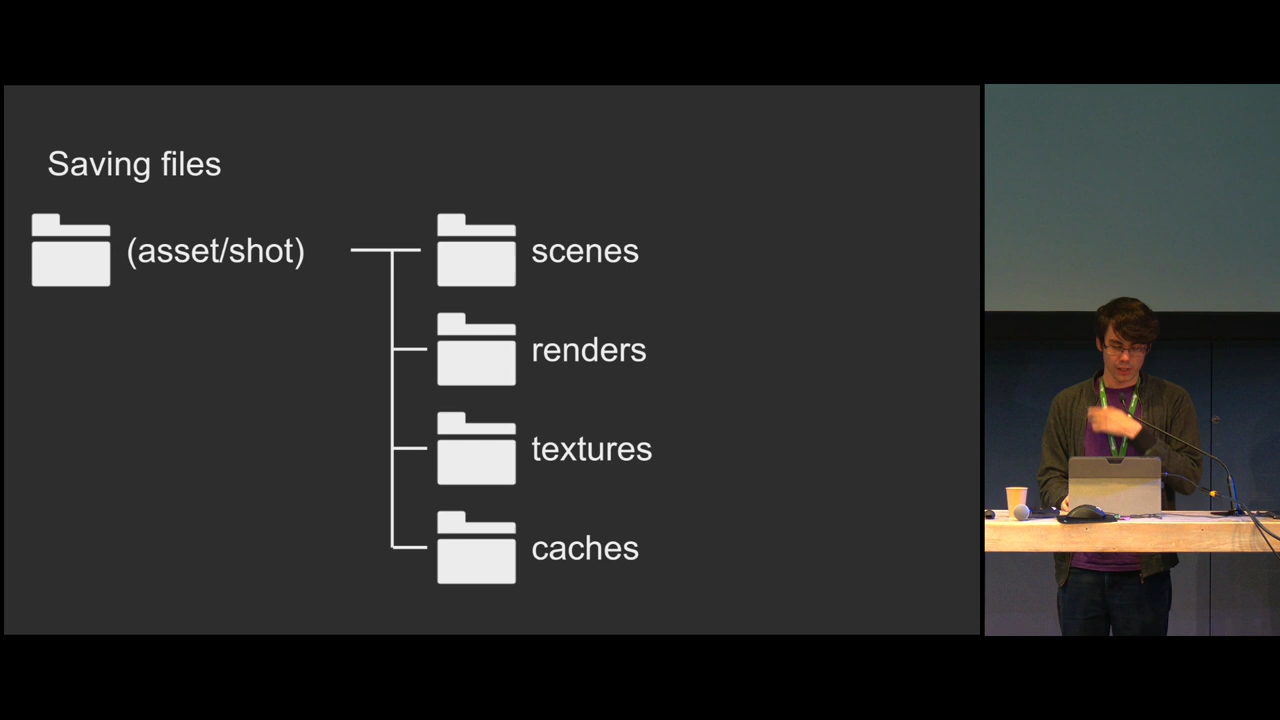 Saving files
(asset/shot)
scenes
renders
textures
caches